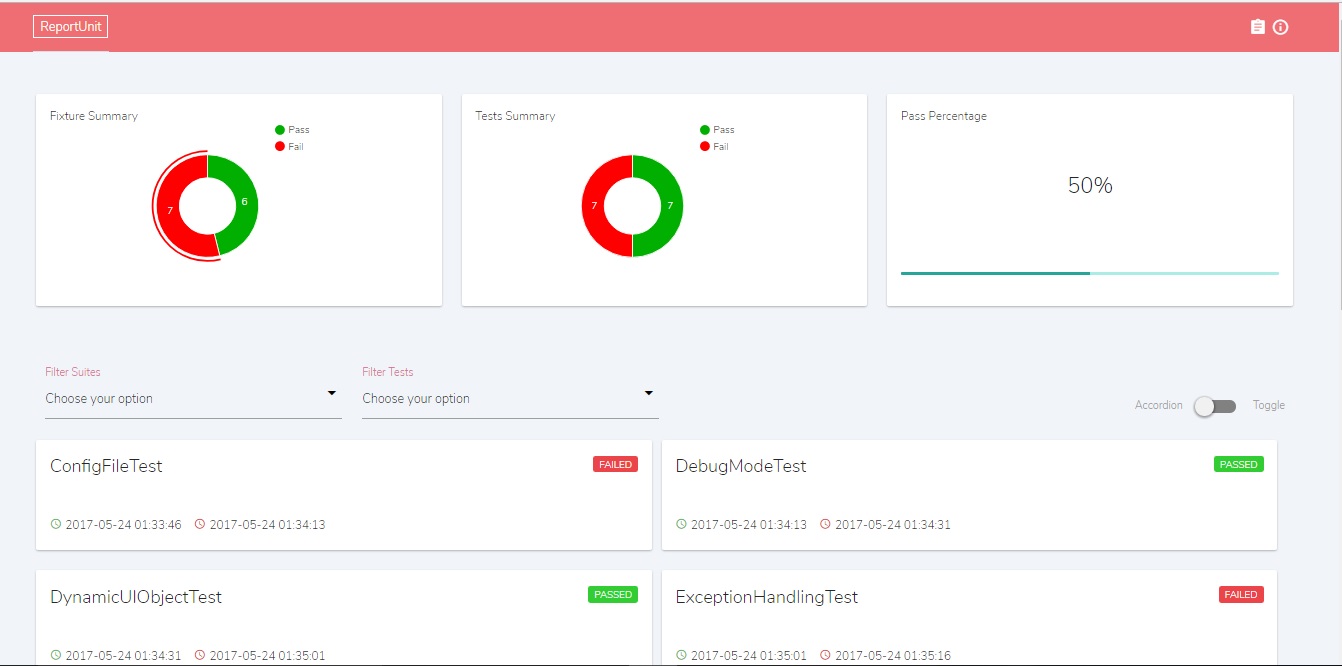 ReportUnit
Fixture Summary
Pass
Fail
7
6
Tests Summary
Pass
Fail
7
7
Pass Percentage
50%
Filter Suites
Choose your option
Filter Tests
Choose your option
Accordion
Toggle
ConfigFileTest
FAILED
2017-05-24 01:33:46 2017-05-24 01:34:13
DebugModeTest
PASSED
2017-05-24 01:34:13 2017-05-24 01:34:31
DynamicUIObjectTest
PASSED
2017-05-24 01:34:31 2017-05-24 01:35:01
ExceptionHandlingTest
FAILED
2017-05-24 01:35:01 2017-05-24 01:35:16